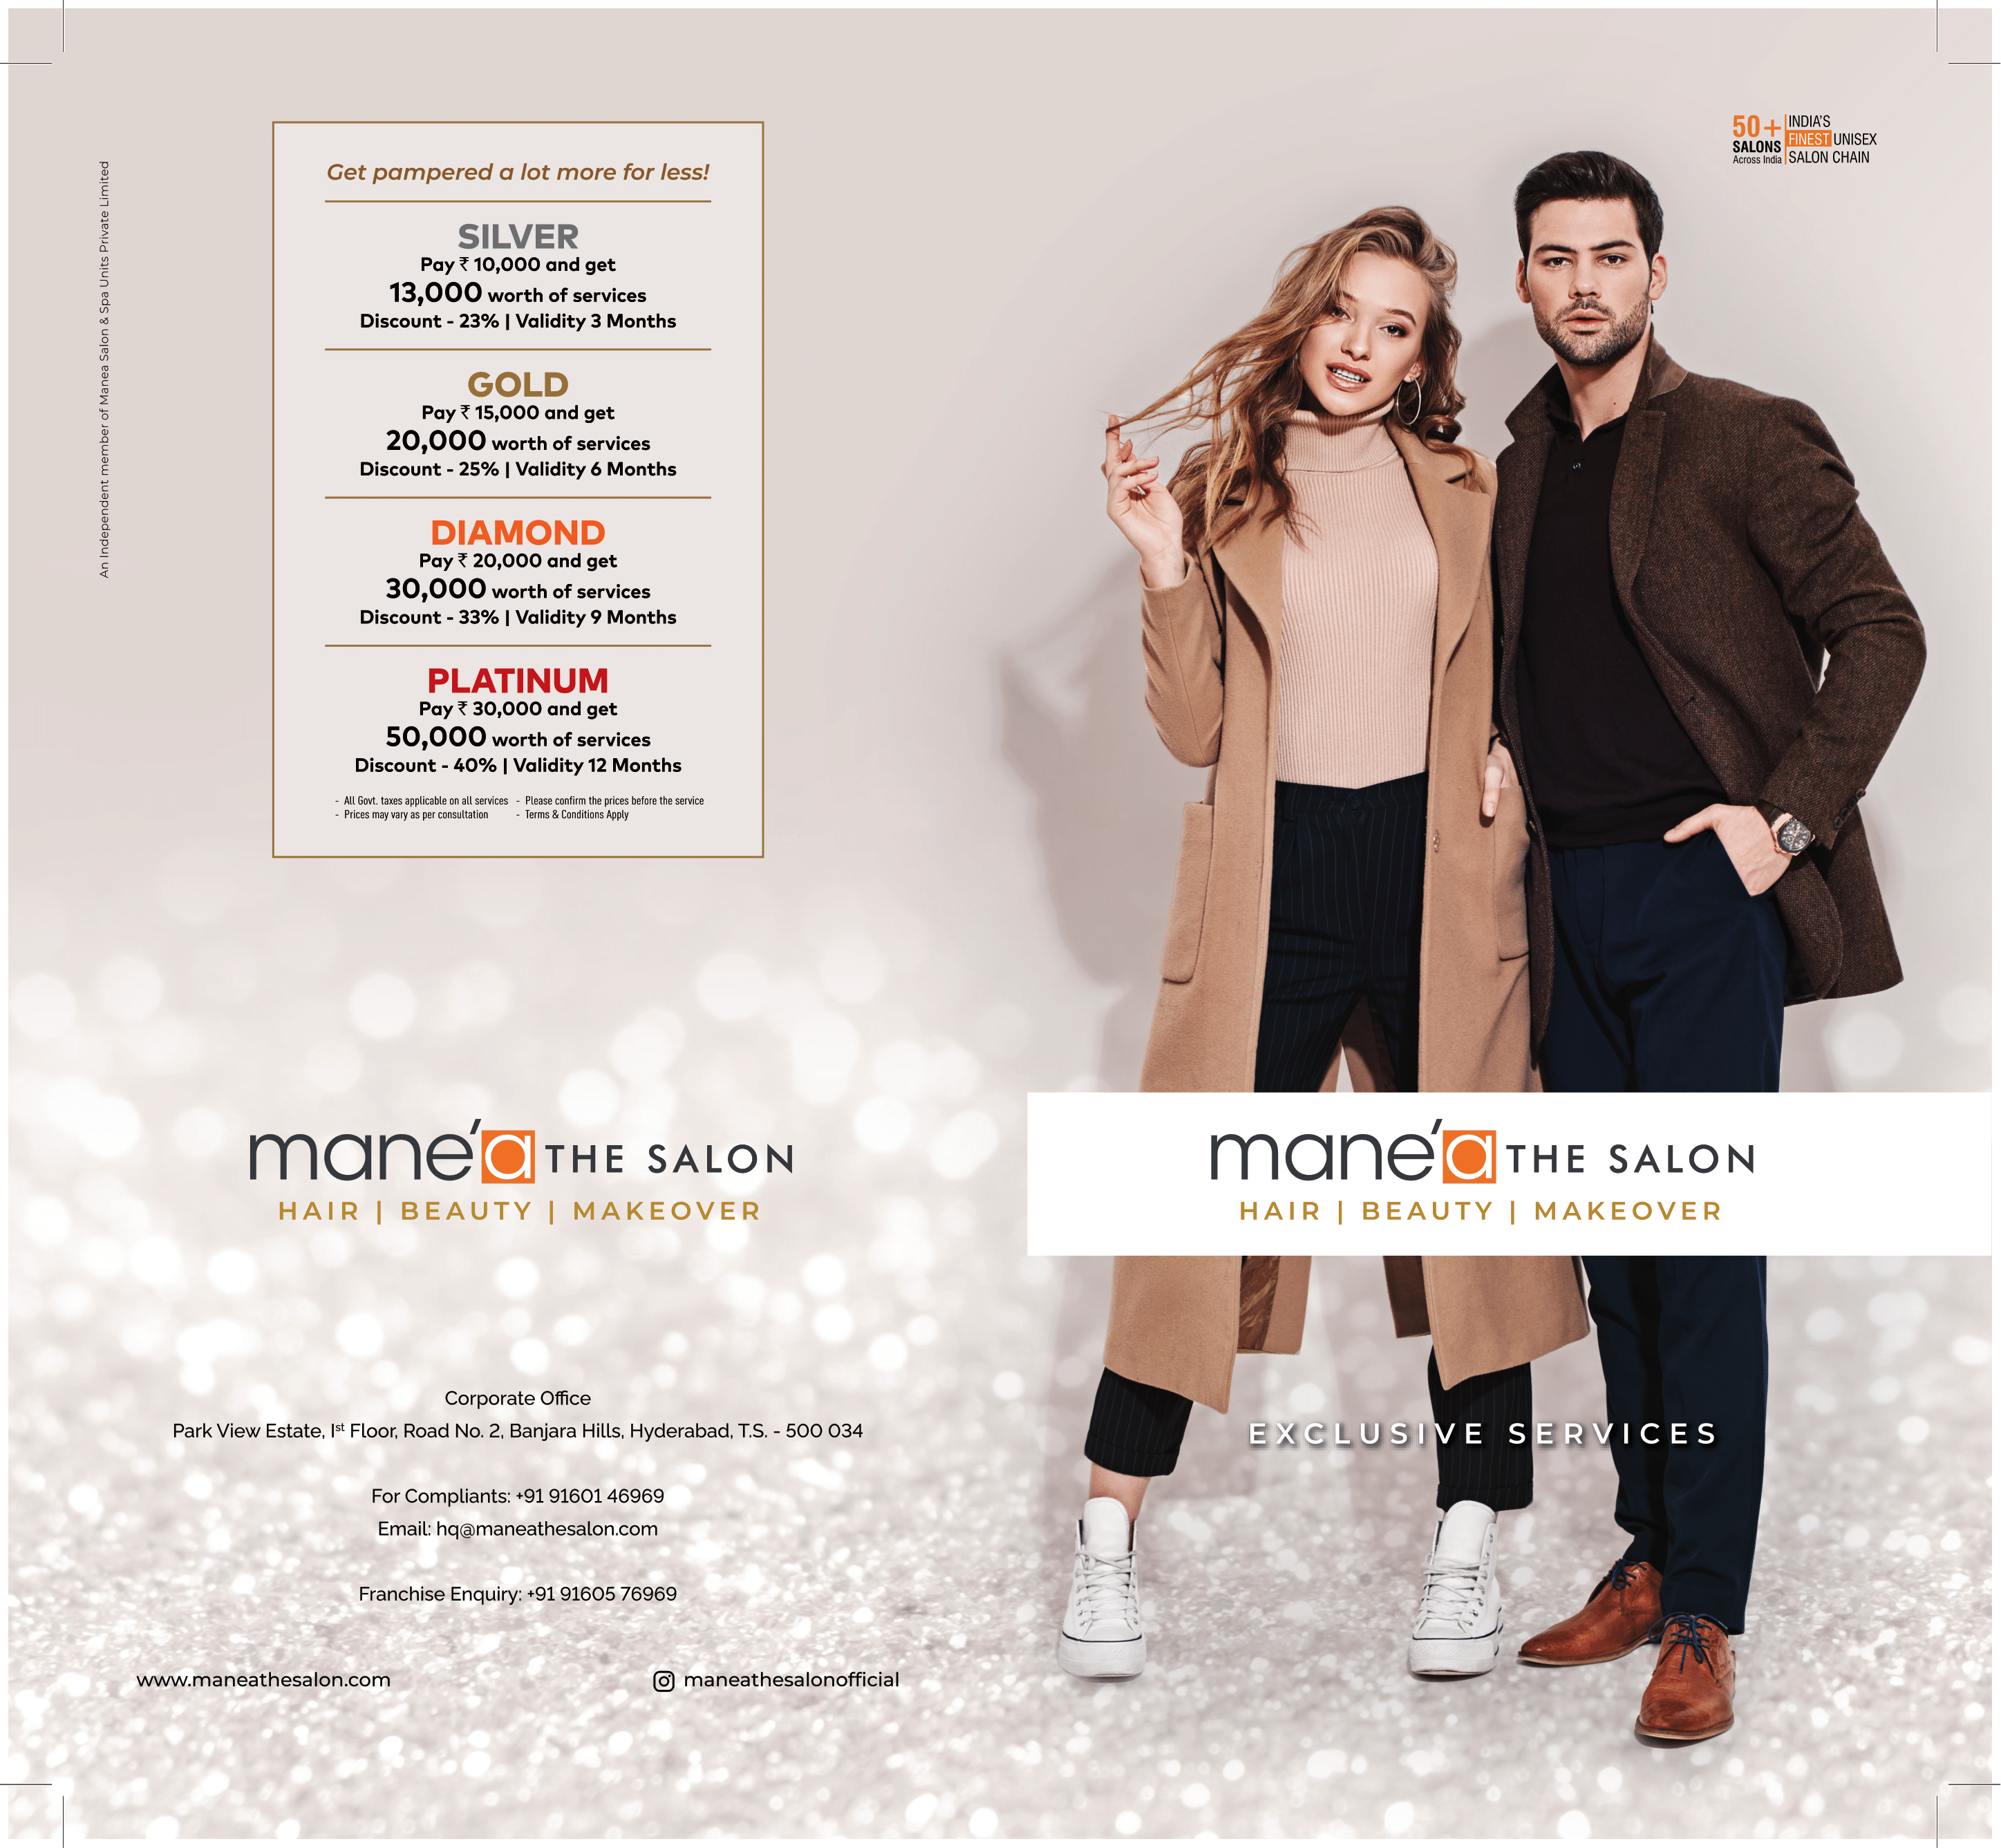 An Independent member of Manea Salon & Spa Units Private Limited
Get pampered a lot more for less!
SILVER
Pay ₹ 10,000 and get
13,000 worth of services
Discount - 23% | Validity 3 Months
GOLD
Pay ₹ 15,000 and get
20,000 worth of services
Discount - 25% | Validity 6 Months
DIAMOND
Pay ₹ 20,000 and get
30,000 worth of services
Discount - 33% | Validity 9 Months
PLATINUM
Pay ₹ 30,000 and get
50,000 worth of services
Discount - 40% | Validity 12 Months
- All Govt. taxes applicable on all services - Please confirm the prices before the service
- Prices may vary as per consultation - Terms & Conditions Apply
mane'a THE SALON
HAIR | BEAUTY | MAKEOVER
Corporate Office
Park View Estate, Ist Floor, Road No. 2, Banjara Hills, Hyderabad, T.S. - 500 034
For Compliants: +91 91601 46969
Email: hq@maneathesalon.com
Franchise Enquiry: +91 91605 76969
www.maneathesalon.com
maneathesalonofficial
50+
SALONS
Across India
INDIA'S
FINEST UNISEX
SALON CHAIN
mane'a THE SALON
HAIR | BEAUTY | MAKEOVER
EXCLUSIVE SERVICES